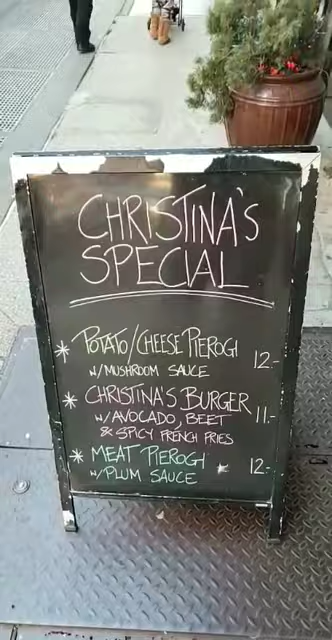 CHRISTINA'S
SPECIAL
* POTATO/CHEESE PIEROGI
W/MUSHROOM SAUCE 12.-
* CHRISTINA'S BURGER
W/AVOCADO, BEET 11.-
& SPICY FRENCH FRIES
* MEAT PIEROGI * 12-
W/PLUM SAUCE